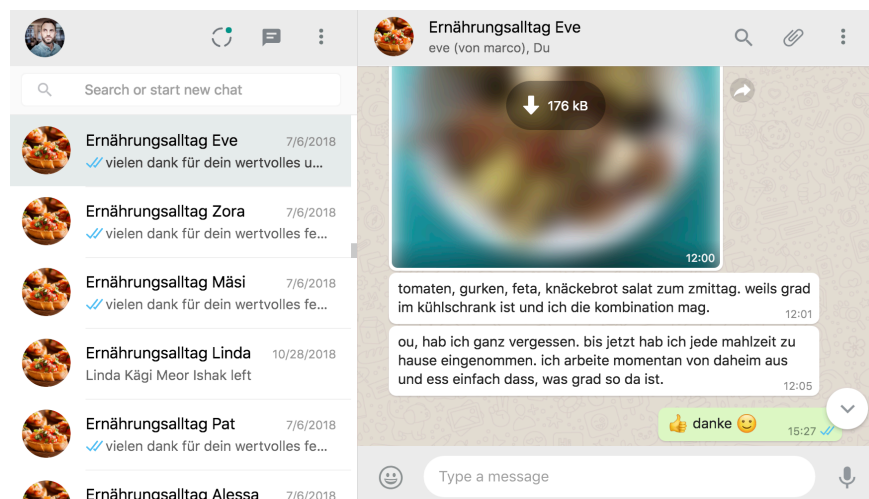 Ernährungsalltag Eve
eve (von marco), Du
Search or start new chat
Ernährungsalltag Eve 7/6/2018
vielen dank für dein wertvolles u...
Ernährungsalltag Zora 7/6/2018
vielen dank für dein wertvolles fe...
Ernährungsalltag Mäsi 7/6/2018
vielen dank für dein wertvolles fe...
Ernährungsalltag Linda 10/28/2018
Linda Kägi Meor Ishak left
Ernährungsalltag Pat 7/6/2018
vielen dank für dein wertvolles fe...
Ernährungsalltag Alessa 7/6/2018
176 kB
12:00
tomaten, gurken, feta, knäckebrot salat zum zmittag. weils grad
im kühlschrank ist und ich die kombination mag.
12:01
ou, hab ich ganz vergessen. bis jetzt hab ich jede mahlzeit zu
hause eingenommen. ich arbeite momentan von daheim aus
und ess einfach dass, was grad so da ist.
12:05
👍 danke 🙂 15:27
Type a message